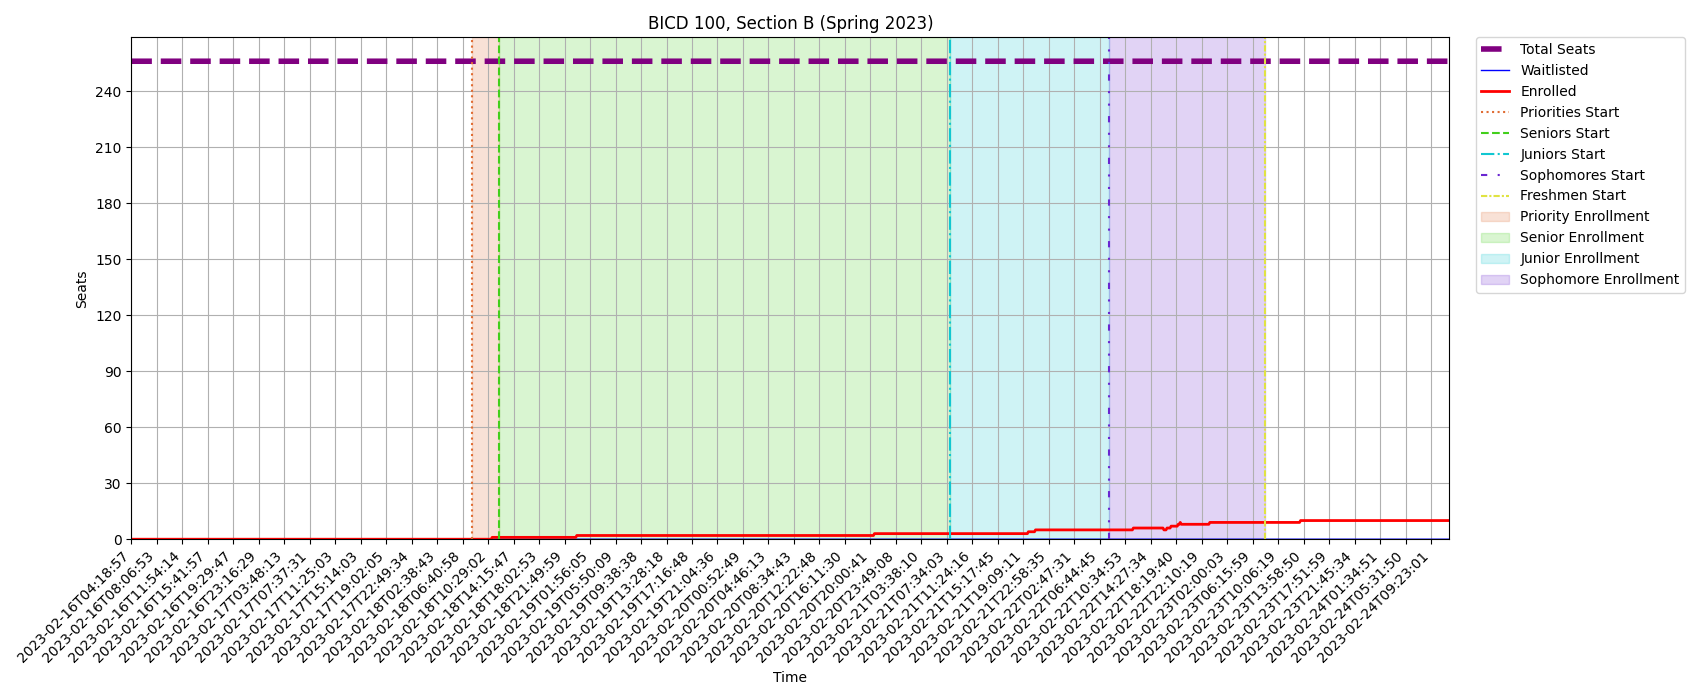 BICD 100, Section B (Spring 2023)
Total Seats
Waitlisted
Enrolled
Priorities Start
Seniors Start
Juniors Start
Sophomores Start
Freshmen Start
Priority Enrollment
Senior Enrollment
Junior Enrollment
Sophomore Enrollment
Seats
240
210
180
150
120
90
60
30
0
2023-02-16T04:18:57
2023-02-16T08:06:53
2023-02-16T11:54:14
2023-02-16T15:41:57
2023-02-16T19:29:47
2023-02-16T23:16:29
2023-02-17T03:48:13
2023-02-17T07:37:31
2023-02-17T11:25:03
2023-02-17T15:14:03
2023-02-17T19:02:05
2023-02-17T22:49:34
2023-02-18T02:38:43
2023-02-18T06:40:58
2023-02-18T10:29:02
2023-02-18T14:15:47
2023-02-18T18:02:53
2023-02-18T21:49:59
2023-02-19T01:56:05
2023-02-19T05:50:09
2023-02-19T09:38:38
2023-02-19T13:28:18
2023-02-19T17:16:48
2023-02-19T21:04:36
2023-02-20T00:52:49
2023-02-20T04:46:13
2023-02-20T08:34:43
2023-02-20T12:22:48
2023-02-20T16:11:30
2023-02-20T20:00:41
2023-02-20T23:49:08
2023-02-21T03:38:10
2023-02-21T07:34:03
2023-02-21T11:24:16
2023-02-21T15:17:45
2023-02-21T19:09:11
2023-02-21T22:58:35
2023-02-22T02:47:31
2023-02-22T06:44:45
2023-02-22T10:34:53
2023-02-22T14:27:34
2023-02-22T18:19:40
2023-02-22T22:10:19
2023-02-23T02:00:03
2023-02-23T06:15:59
2023-02-23T10:06:19
2023-02-23T13:58:50
2023-02-23T17:51:59
2023-02-23T21:45:34
2023-02-24T01:34:51
2023-02-24T05:31:50
2023-02-24T09:23:01
Time